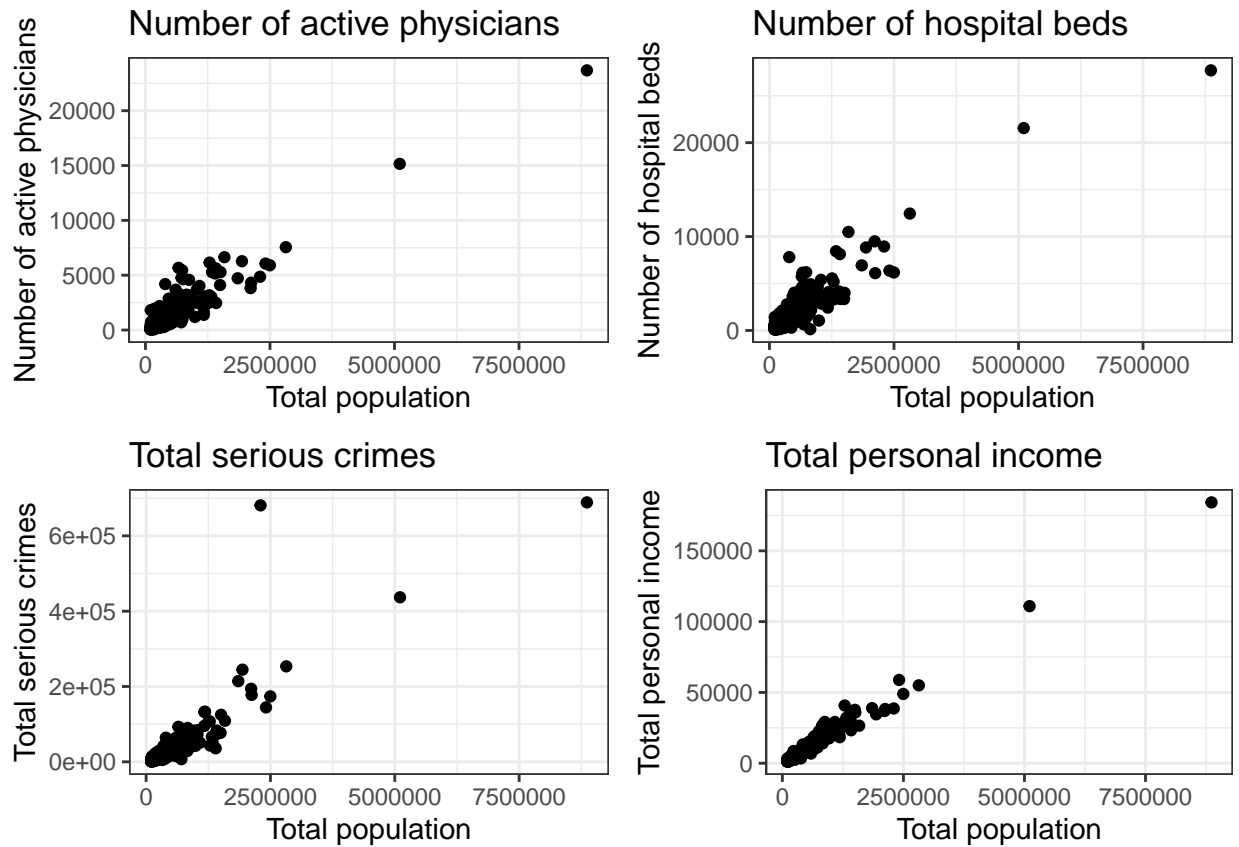 Number of active physicians
Number of active physicians
20000
15000
10000
5000
0
0 2500000 5000000 7500000
Total population
Number of hospital beds
Number of hospital beds
20000
10000
0
0 2500000 5000000 7500000
Total population
Total serious crimes
Total serious crimes
6e+05
4e+05
2e+05
0e+00
0 2500000 5000000 7500000
Total population
Total personal income
Total personal income
150000
100000
50000
0
0 2500000 5000000 7500000
Total population